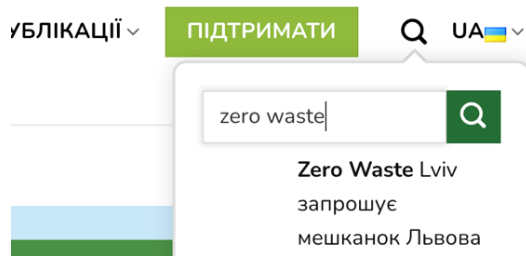 УБЛІКАЦІЇ ПІДТРИМАТИ UA
zero waste
Zero Waste Lviv
запрошує
мешканок Львова